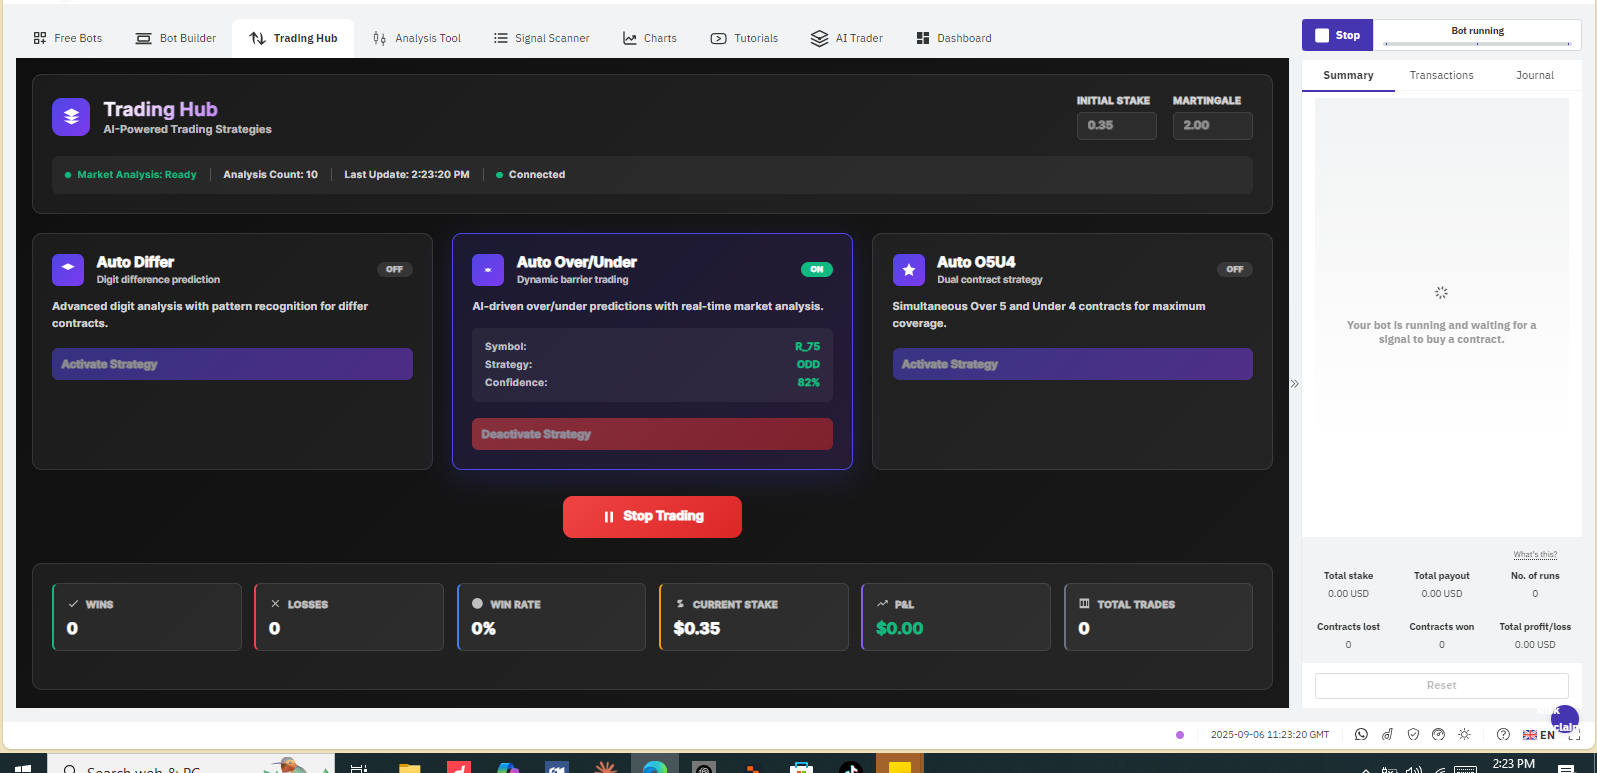 Free Bots
Bot Builder
Trading Hub
Analysis Tool
Signal Scanner
Charts
Tutorials
AI Trader
Dashboard
Stop
Bot running
Summary
Transactions
Journal
Trading Hub
AI-Powered Trading Strategies
INITIAL STAKE
MARTINGALE
0.35
2.00
Market Analysis: Ready
Analysis Count: 10
Last Update: 2:23:20 PM
Connected
Auto Differ
Digit difference prediction
OFF
Advanced digit analysis with pattern recognition for differ
contracts.
Activate Strategy
Auto Over/Under
Dynamic barrier trading
ON
AI-driven over/under predictions with real-time market analysis.
Symbol:
R_75
Strategy:
ODD
Confidence:
82%
Deactivate Strategy
Auto O5U4
Dual contract strategy
OFF
Simultaneous Over 5 and Under 4 contracts for maximum
coverage.
Activate Strategy
Your bot is running and waiting for a
signal to buy a contract.
Stop Trading
WINS
0
LOSSES
0
WIN RATE
0%
CURRENT STAKE
$0.35
P&L
$0.00
TOTAL TRADES
0
What's this?
Total stake
Total payout
No. of runs
0.00 USD
0.00 USD
0
Contracts lost
Contracts won
Total profit/loss
0
0
0.00 USD
Reset
2025-09-06 11:23:20 GMT
EN
Search web & PC
2:23 PM